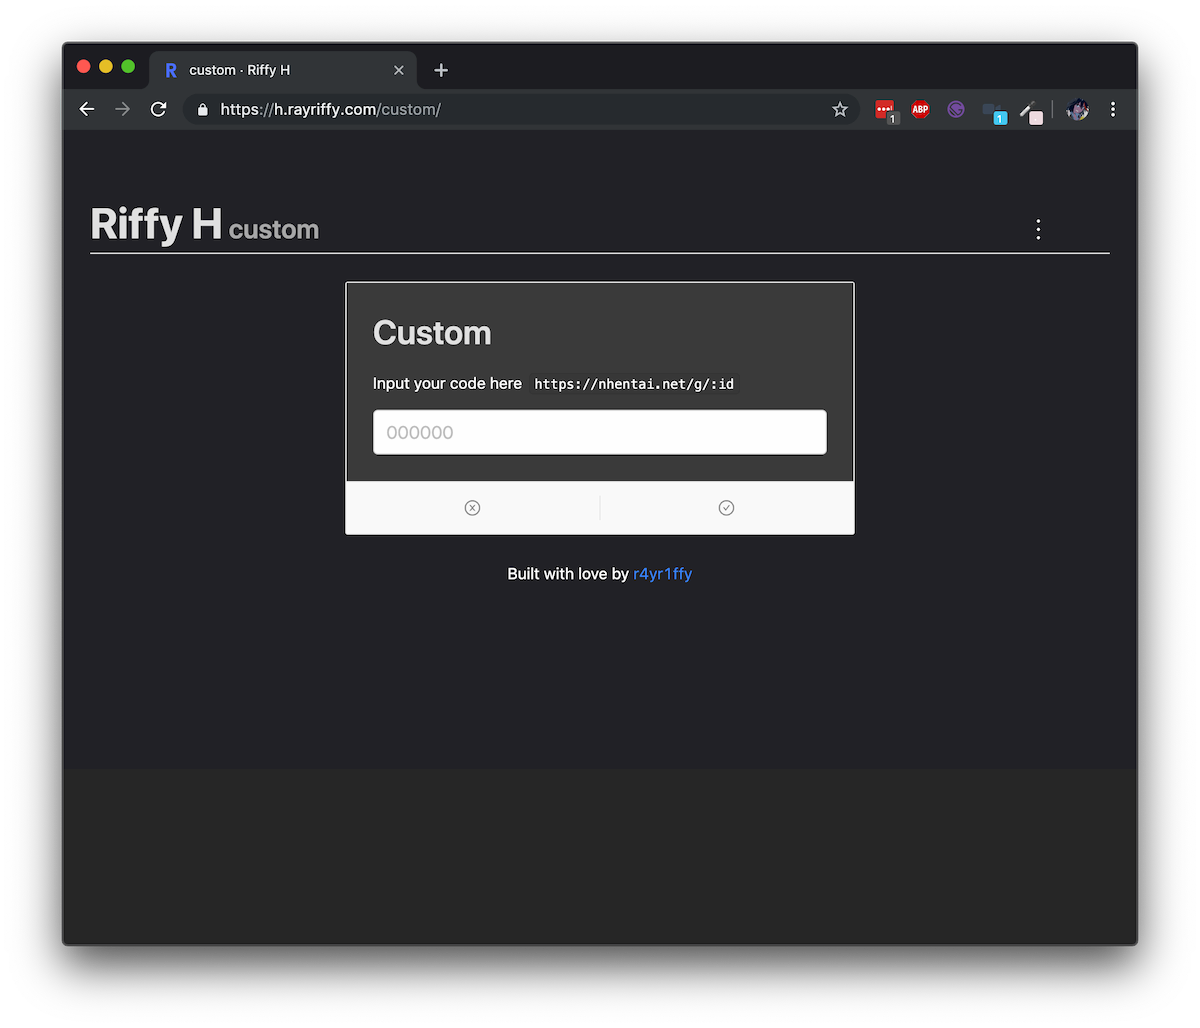 R custom · Riffy H
https://h.rayriffy.com/custom/
1
ABP
1
Riffy H custom
Custom
Input your code here https://nhentai.net/g/:id
000000
Built with love by r4yr1ffy